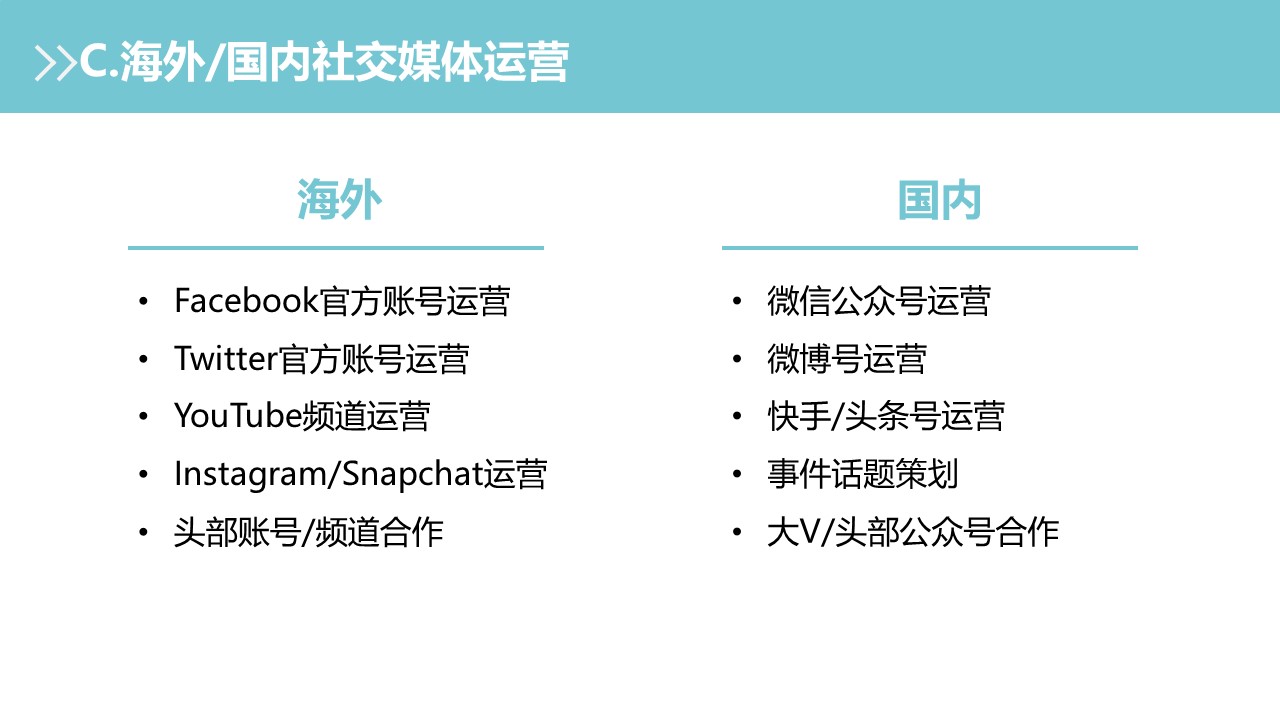 C.海外/国内社交媒体运营
海外
• Facebook官方账号运营
• Twitter官方账号运营
• YouTube频道运营
• Instagram/Snapchat运营
• 头部账号/频道合作
国内
• 微信公众号运营
• 微博号运营
• 快手/头条号运营
• 事件话题策划
• 大V/头部公众号合作